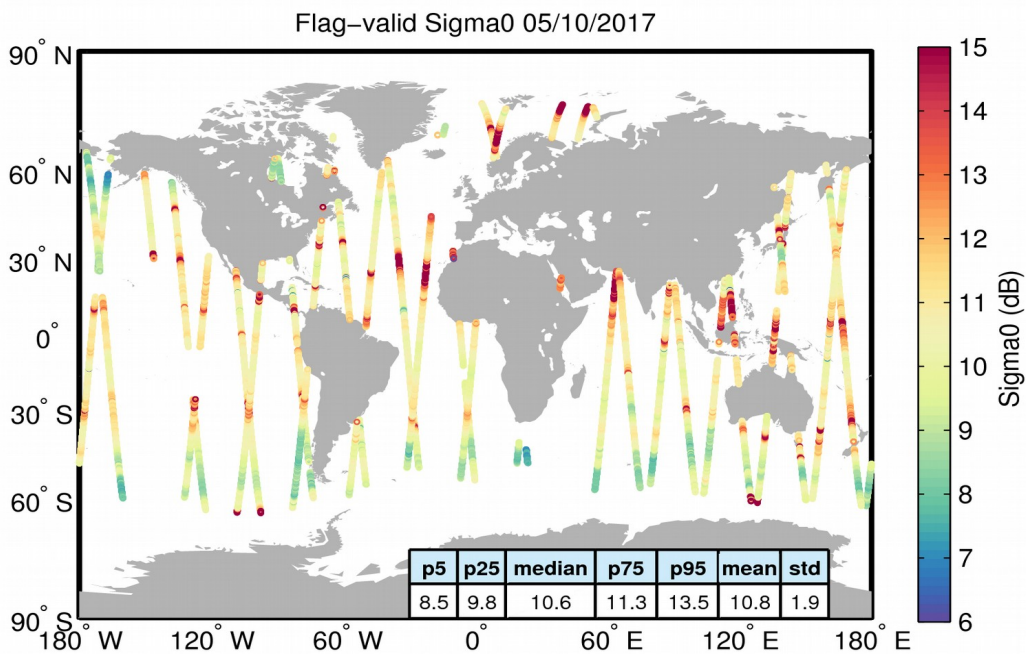 Flag-valid Sigma0 05/10/2017
90° N
60° N
30° N
0°
30° S
60° S
90° S
180° W
120° W
60° W
0°
60° E
120° E
180° E
p5 p25 median p75 p95 mean std
8.5 9.8 10.6 11.3 13.5 10.8 1.9
15
14
13
12
11
10
9
8
7
6
Sigma0 (dB)